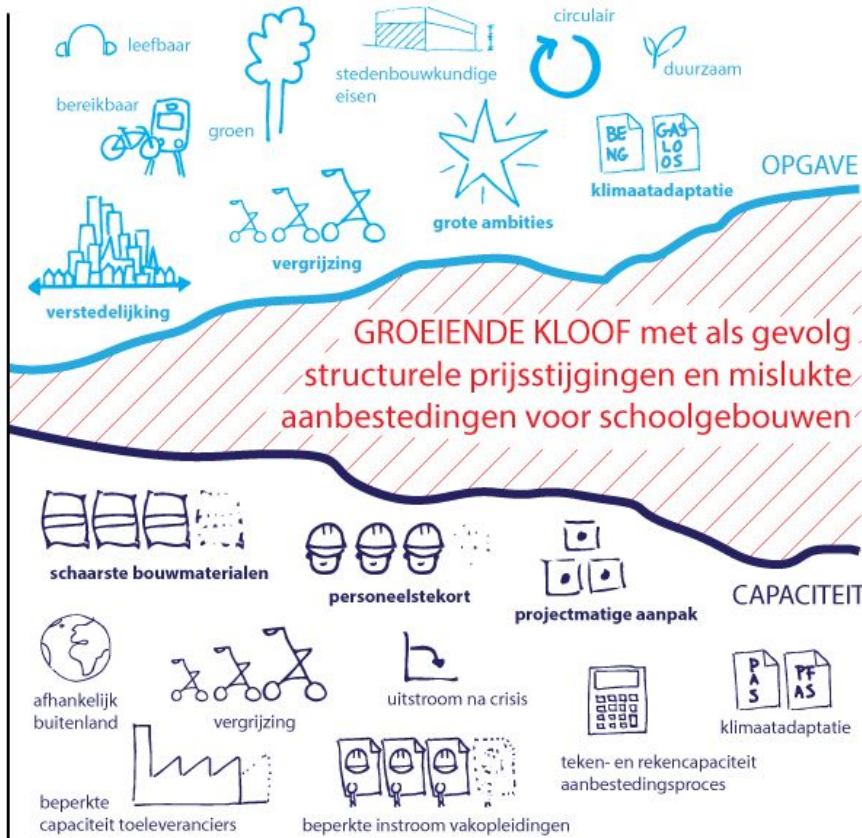 leefbaar
circulair
stedenbouwkundige
eisen
duurzaam
bereikbaar
groen
BE
NG
GAS
LO
OS
klimaatadaptatie
OPGAVE
grote ambities
vergrijzing
verstedelijking
GROEIENDE KLOOF met als gevolg
structurele prijsstijgingen en mislukte
aanbestedingen voor schoolgebouwen
schaarste bouwmaterialen
personeelstekort
projectmatige aanpak
CAPACITEIT
afhankelijk
buitenland
vergrijzing
uitstroom na crisis
P
A
S
PF
AS
klimaatadaptatie
teken- en rekencapaciteit
aanbestedingsproces
beperkte
capaciteit toeleveranciers
beperkte instroom vakopleidingen